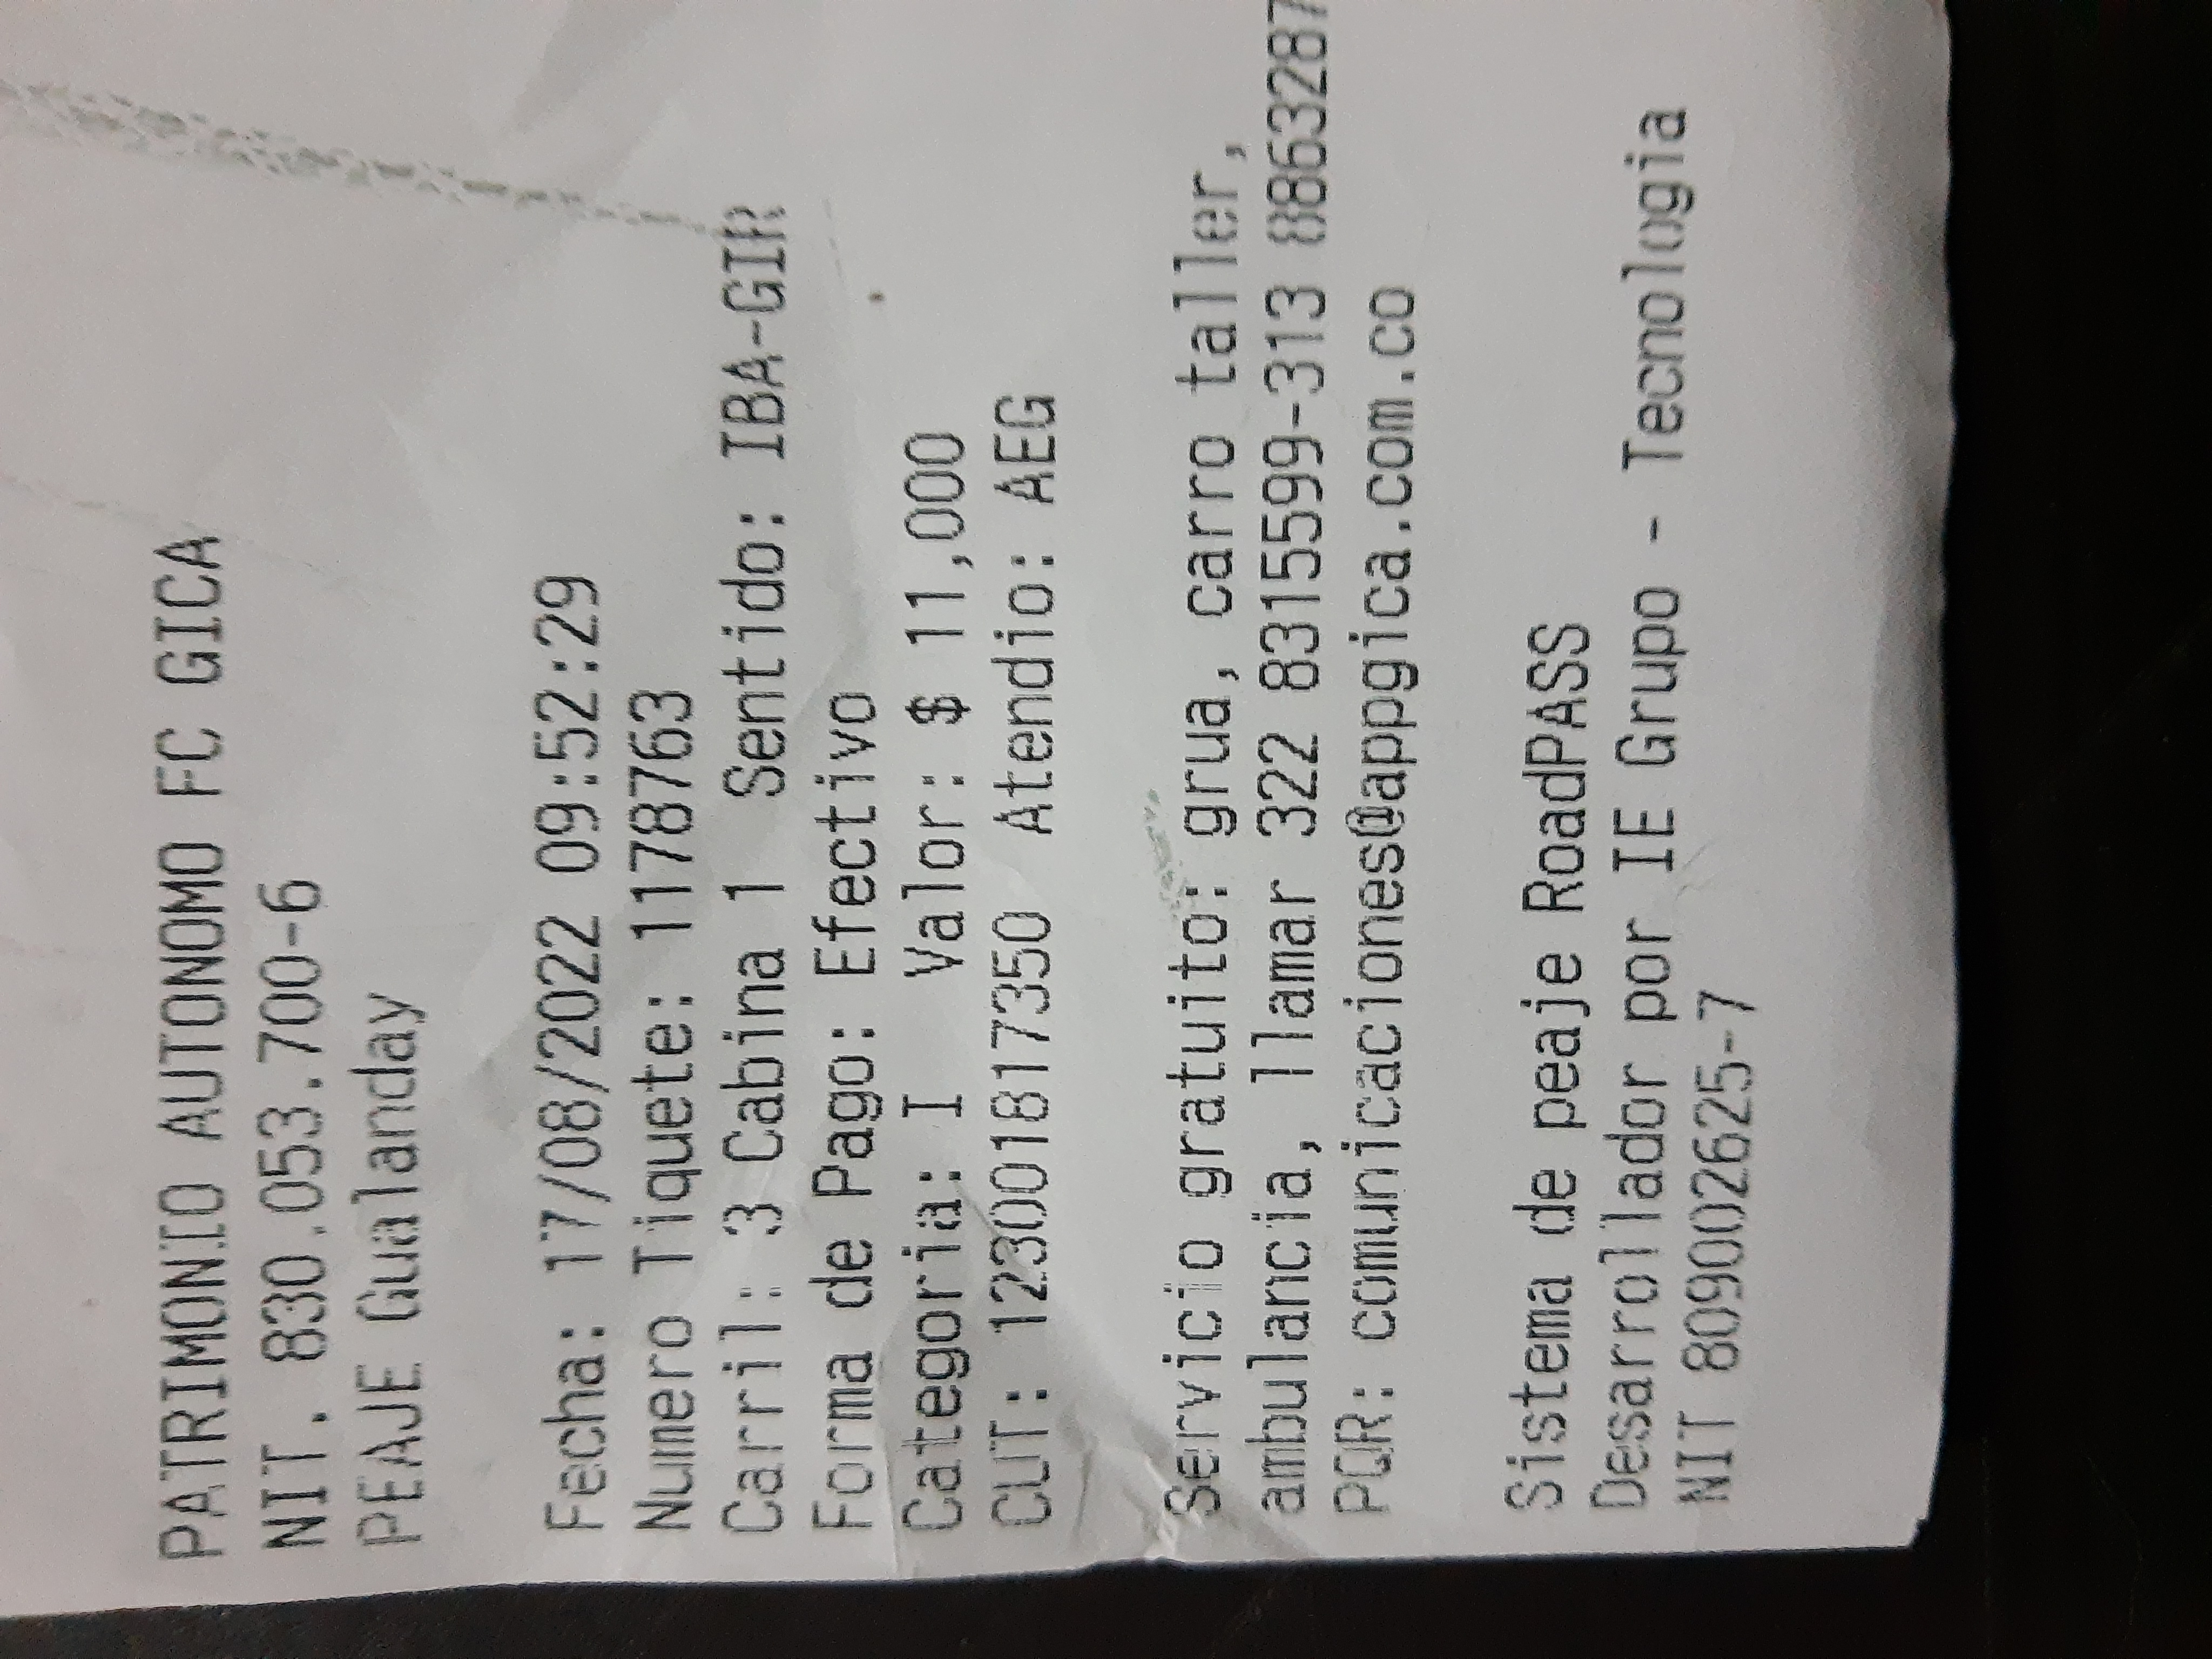 PATRIMONIO AUTONOMO FC GICA
NIT. 830.053.700-6
PEAJE Gualanday
Fecha: 17/08/2022 09:52:29
Numero Tiquete: 1178763
Carril: 3 Cabina 1 Sentido: IBA-GIR
Forma de Pago: Efectivo
Categoria: I Valor: $ 11,000
CUT: 1230018173​50 Atendio: AEG
Servicio gratuito: grua, carro taller,
ambulancia, llamar 322 8315599-313 8863287
PQR: comunicaciones@appgica.com.co
Sistema de peaje RoadPASS
Desarrollador por IE Grupo - Tecnologia
NIT 809002625-7